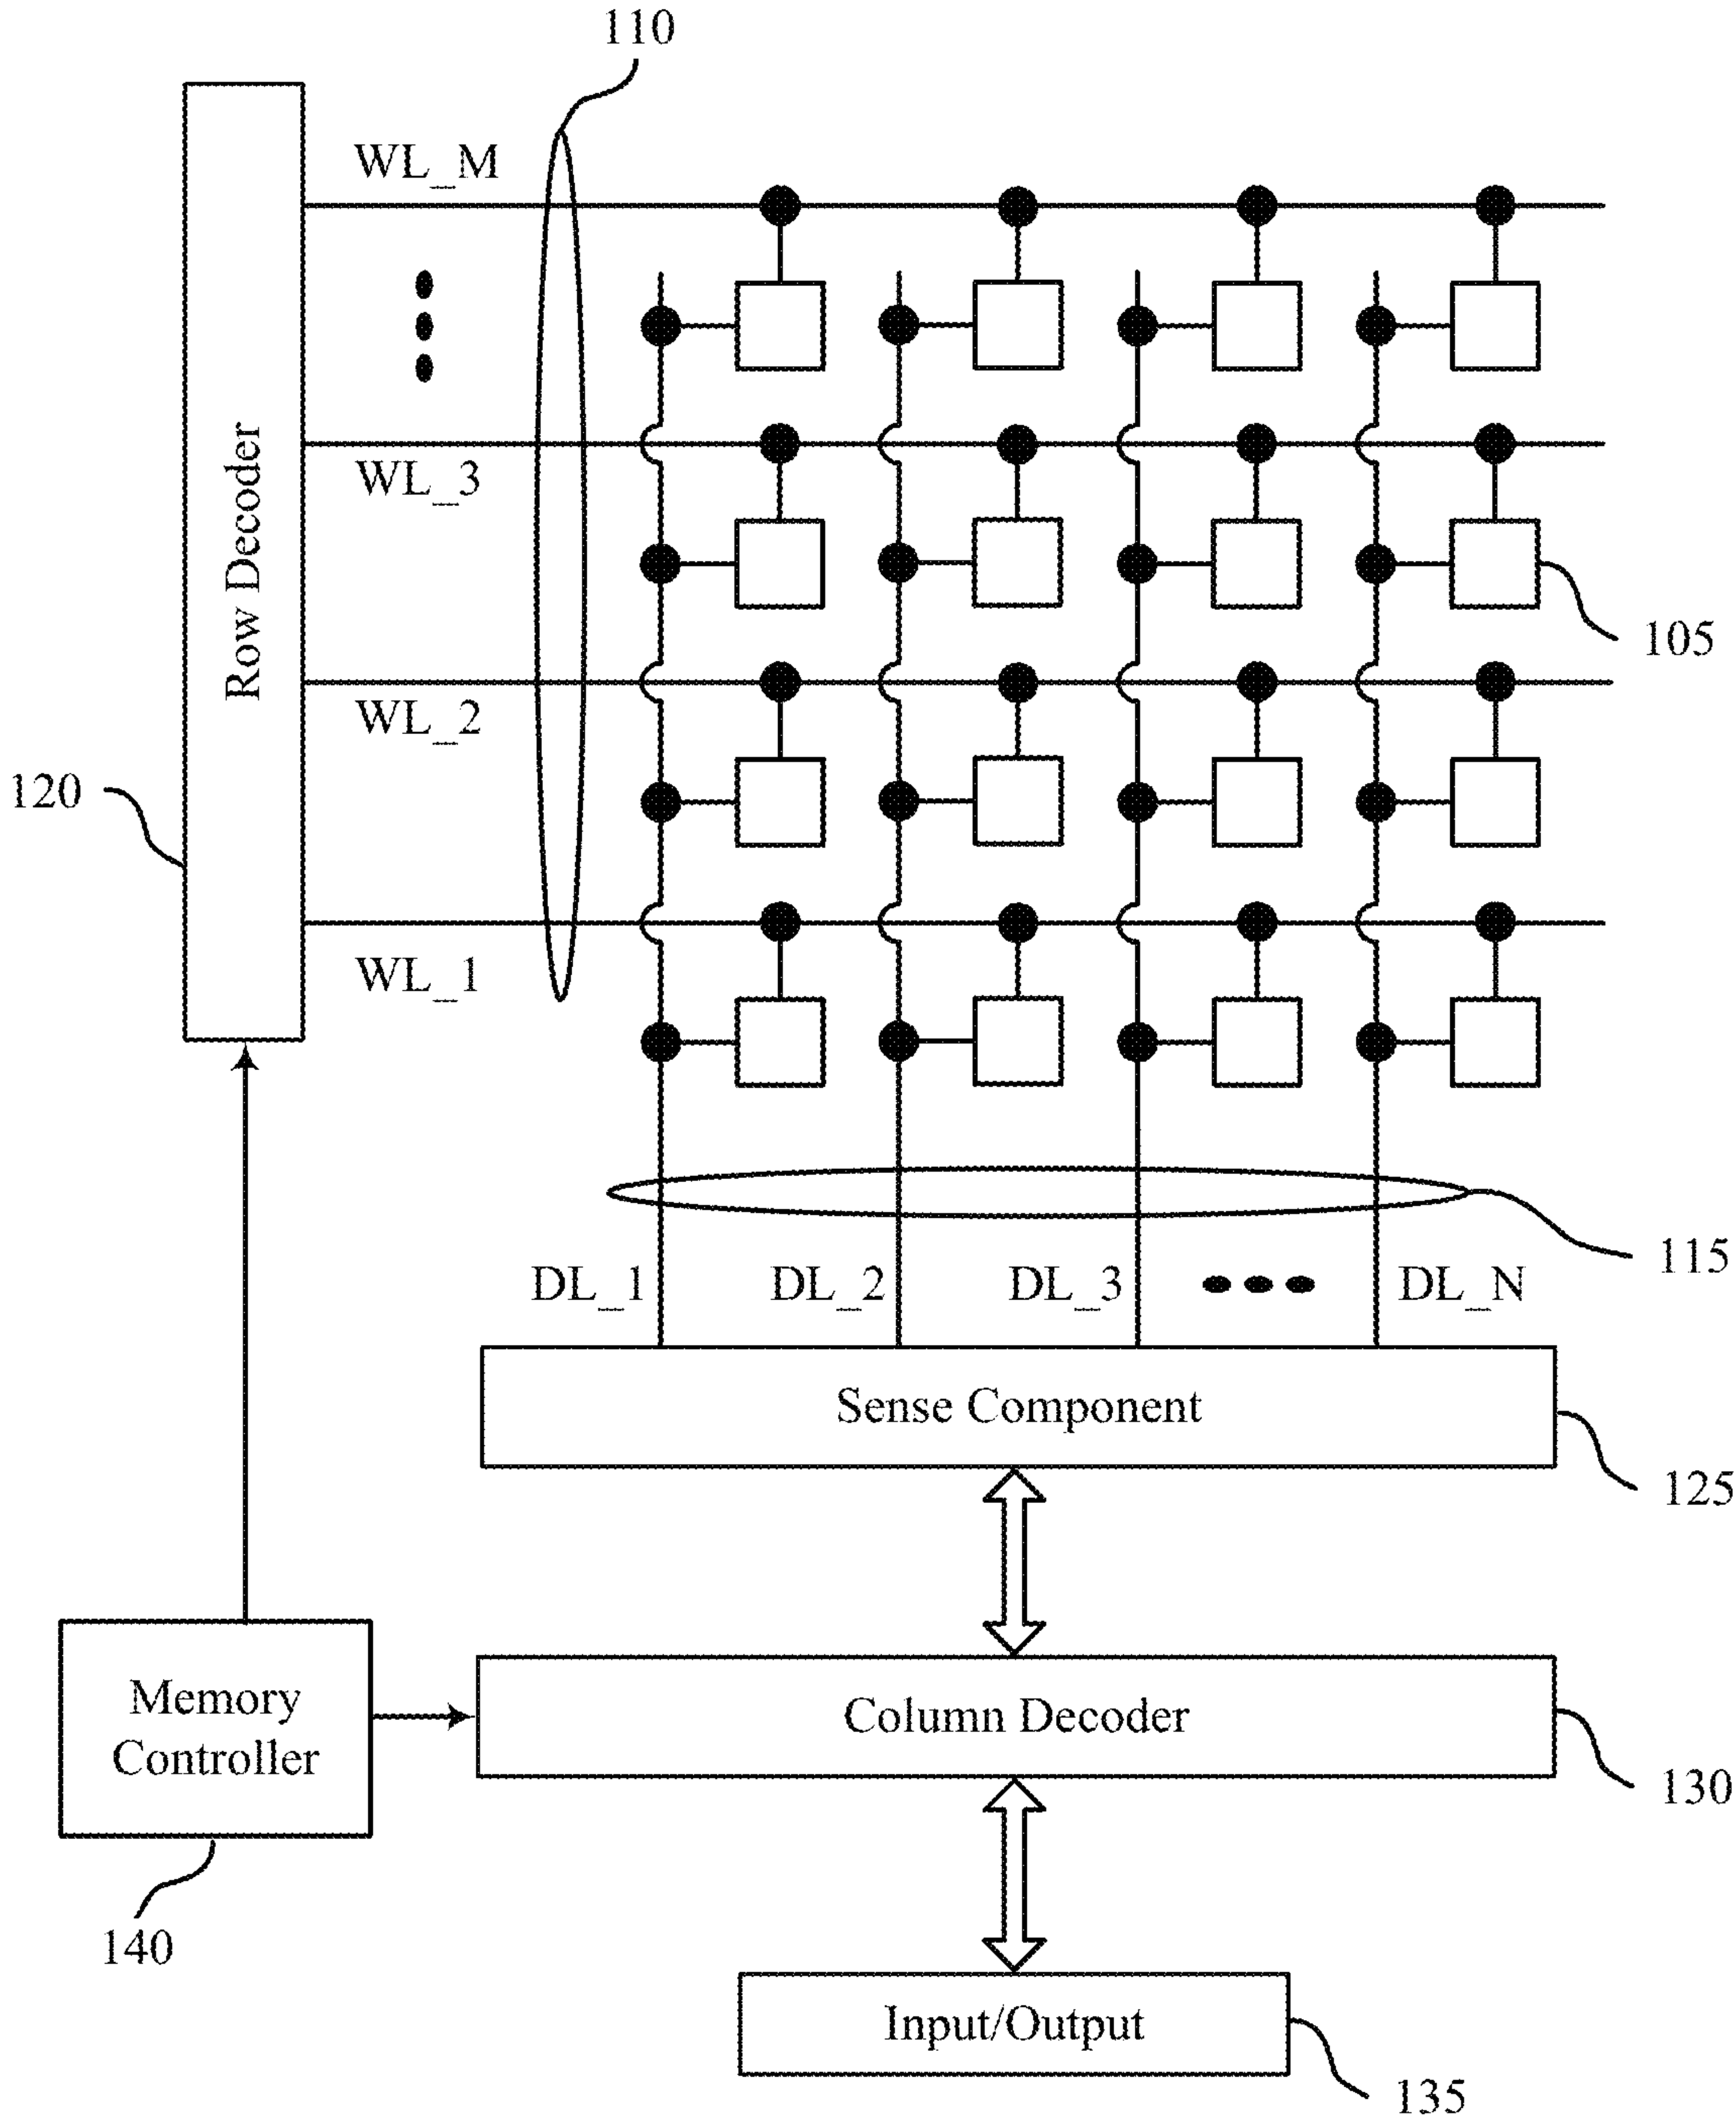 110
WL_M
Row Decoder
WL_3
105
WL_2
120
WL_1
115
DL_1 DL_2 DL_3 DL_N
Sense Component
125
Memory
Controller
Column Decoder
130
140
Input/Output
135